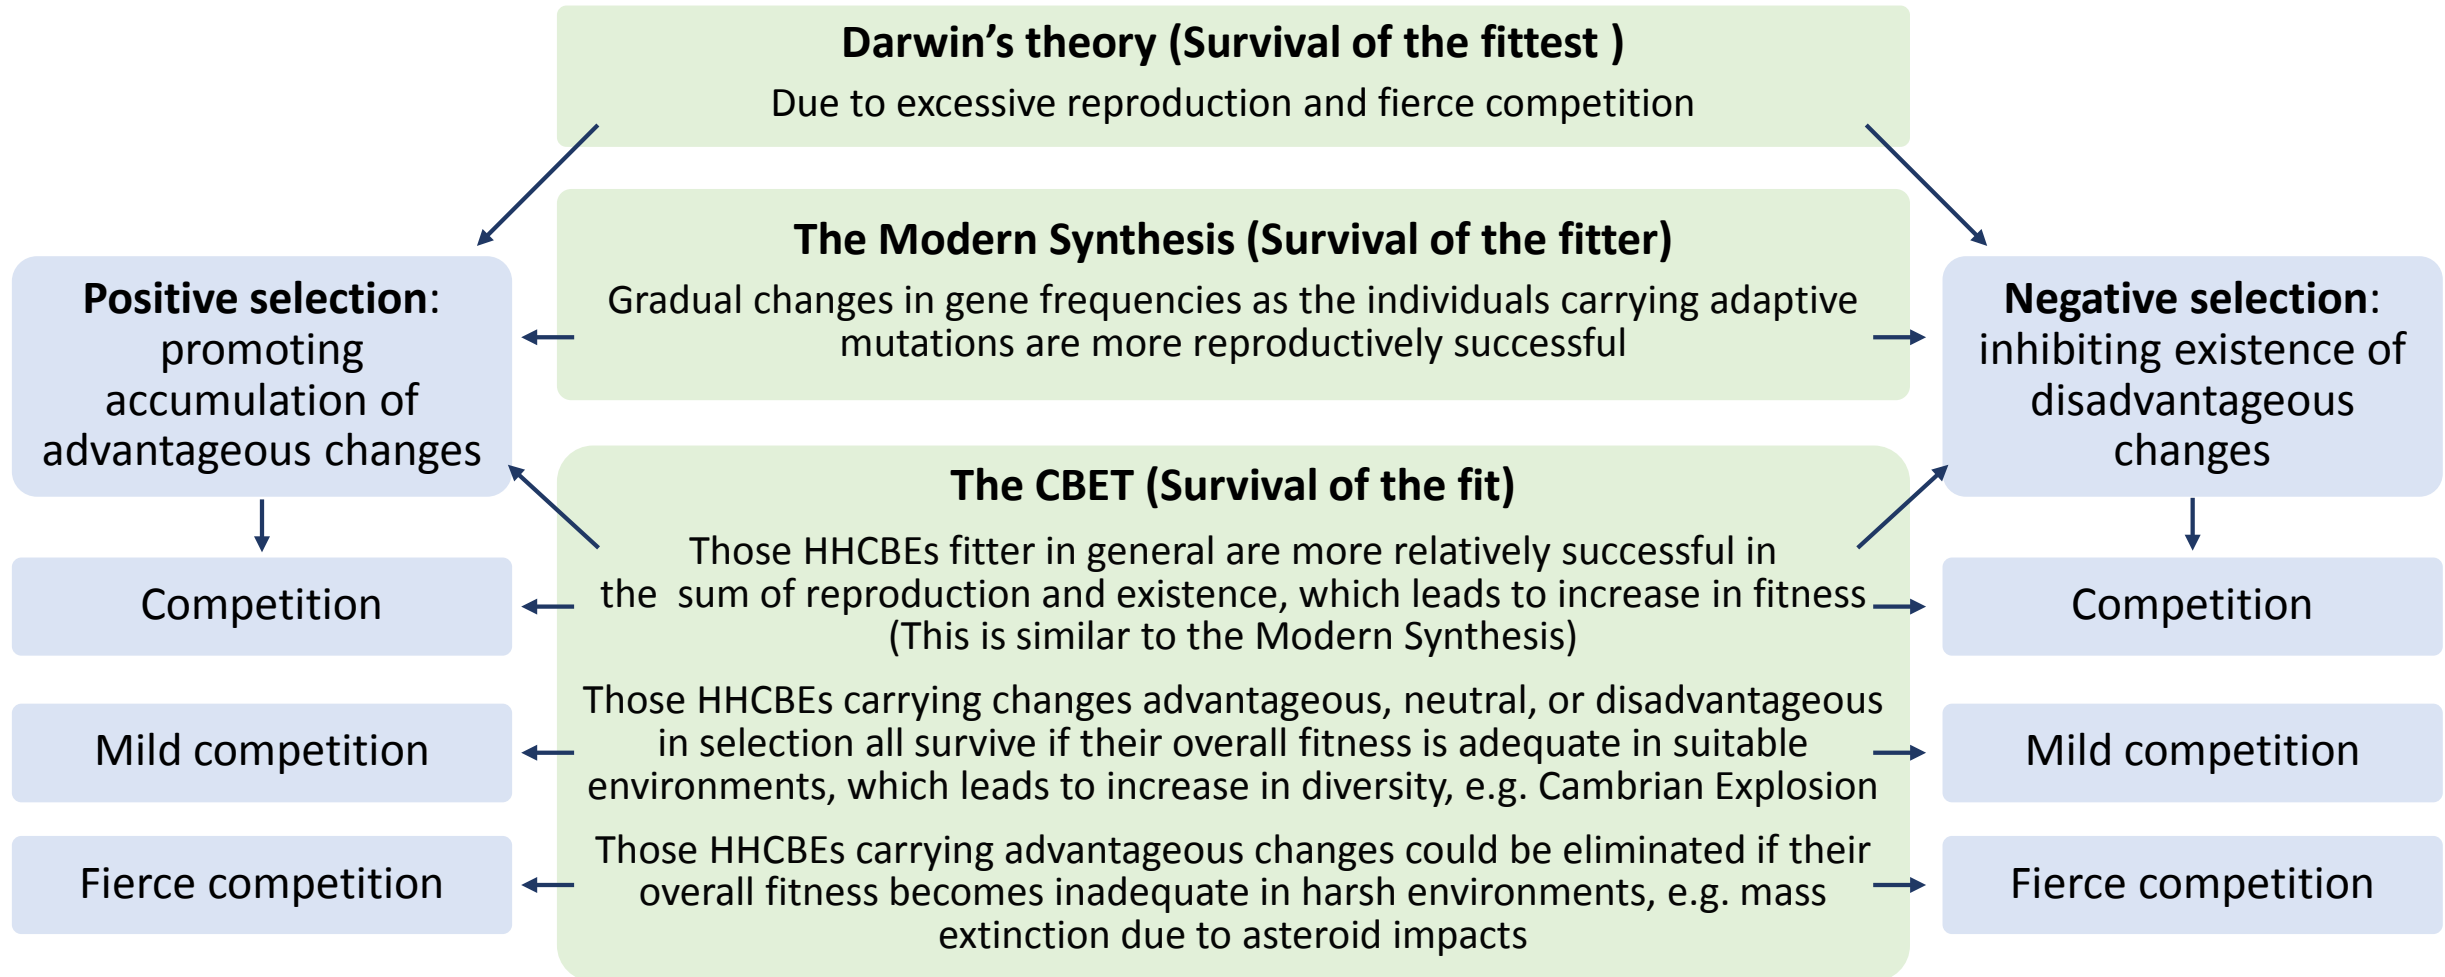 Darwin’s theory (Survival of the fittest )
Due to excessive reproduction and fierce competition
The Modern Synthesis (Survival of the fitter)
Gradual changes in gene frequencies as the individuals carrying adaptive
mutations are more reproductively successful
Positive selection:
promoting
accumulation of
advantageous changes
Negative selection:
inhibiting existence of
disadvantageous
changes
The CBET (Survival of the fit)
Those HHCBEs fitter in general are more relatively successful in
the sum of reproduction and existence, which leads to increase in fitness
(This is similar to the Modern Synthesis)
Competition
Competition
Those HHCBEs carrying changes advantageous, neutral, or disadvantageous
in selection all survive if their overall fitness is adequate in suitable
environments, which leads to increase in diversity, e.g. Cambrian Explosion
Mild competition
Mild competition
Those HHCBEs carrying advantageous changes could be eliminated if their
overall fitness becomes inadequate in harsh environments, e.g. mass
extinction due to asteroid impacts
Fierce competition
Fierce competition